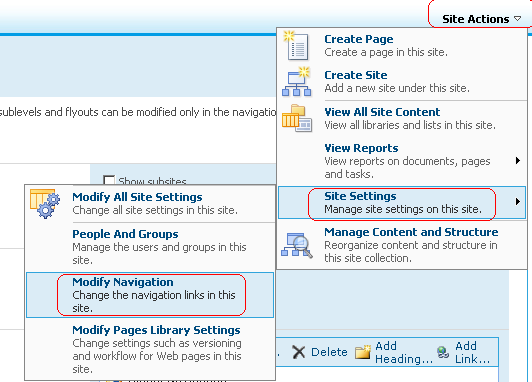 Site Actions
Create Page
Create a page in this site.
Create Site
Add a new site under this site.
sublevels and flyouts can be modified only in the navigation
View All Site Content
View all libraries and lists in this site.
View Reports
View reports on documents, pages
and tasks.
Show subsites
Site Settings
Manage site settings on this site.
Manage Content and Structure
Reorganize content and structure in
this site collection.
Modify All Site Settings
Change all site settings in this site.
People And Groups
Manage the users and groups in this
site.
Modify Navigation
Change the navigation links in this
site.
Modify Pages Library Settings
Change settings such as versioning
and workflow for Web pages in this
site.
Delete
Add
Heading...
Add
Link...